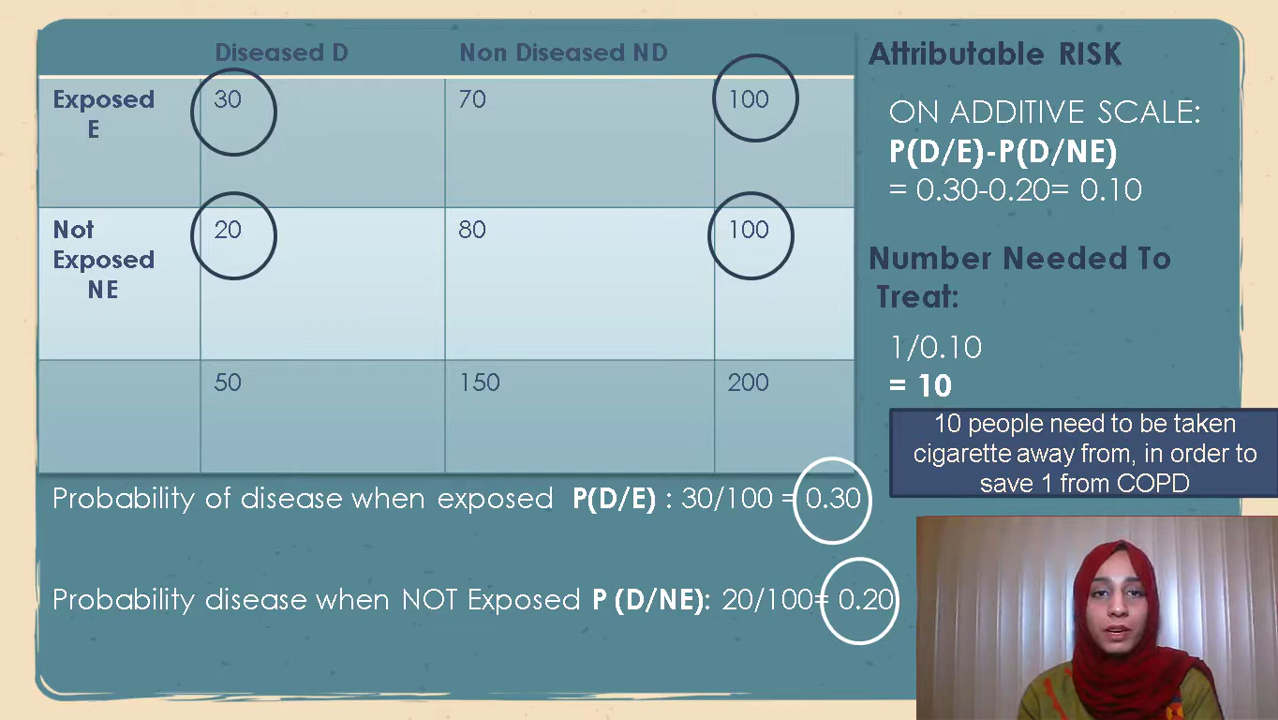 Diseased D Non Diseased ND
Exposed 30 70 100
E
Not 20 80 100
Exposed
NE
50 150 200
Probability of disease when exposed P(D/E) : 30/100 = 0.30
Probability disease when NOT Exposed P (D/NE): 20/100= 0.20
Attributable RISK
ON ADDITIVE SCALE:
P(D/E)-P(D/NE)
= 0.30-0.20= 0.10
Number Needed To
Treat:
1/0.10
= 10
10 people need to be taken
cigarette away from, in order to
save 1 from COPD